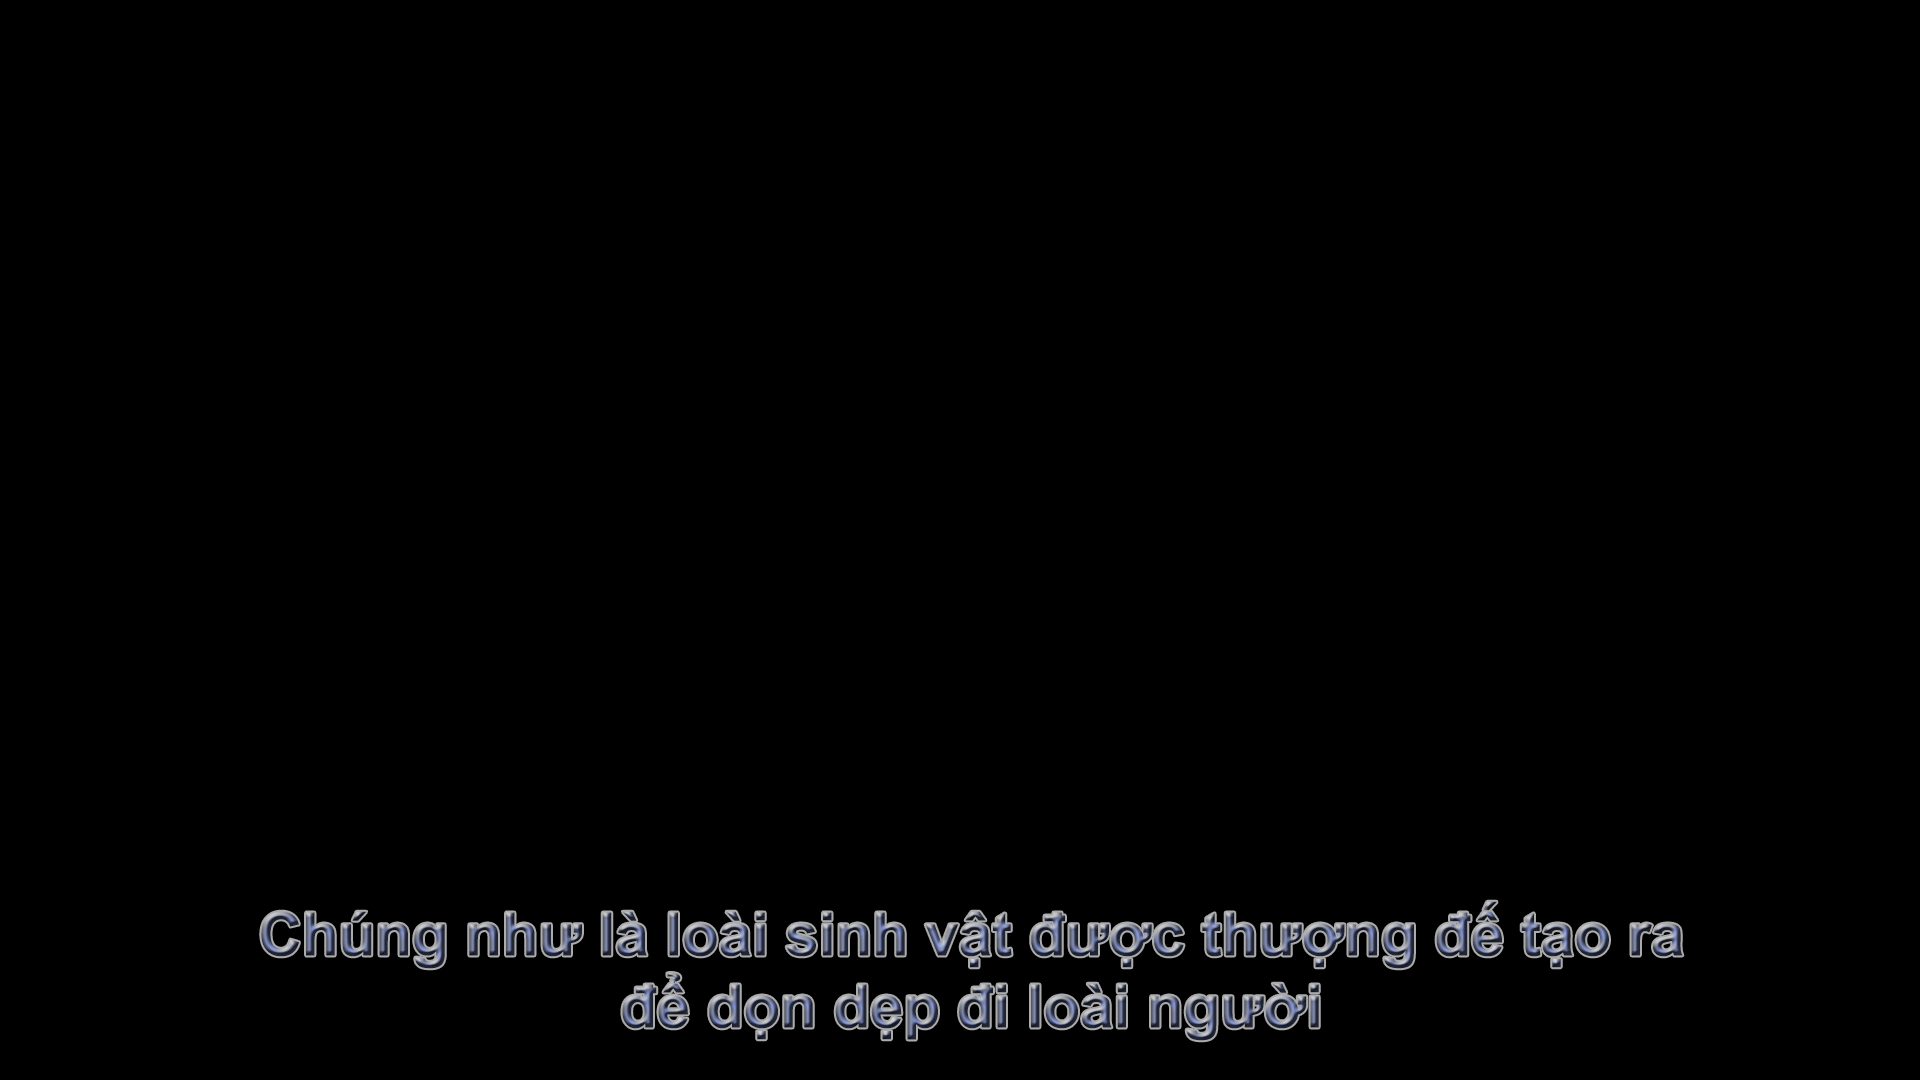 Chúng như là loài sinh vật được thượng đế tạo ra
để dọn dẹp đi loài người